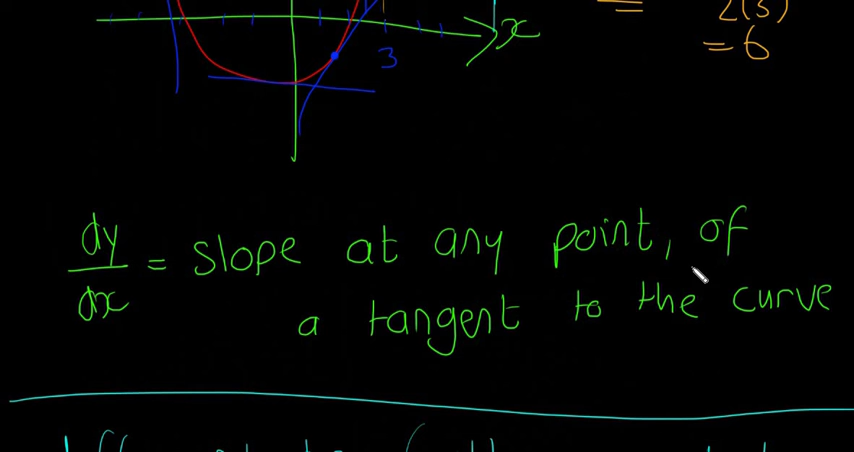 2(3)
= 6
x
3
dy/dx = slope at any point, of
a tangent to the curve